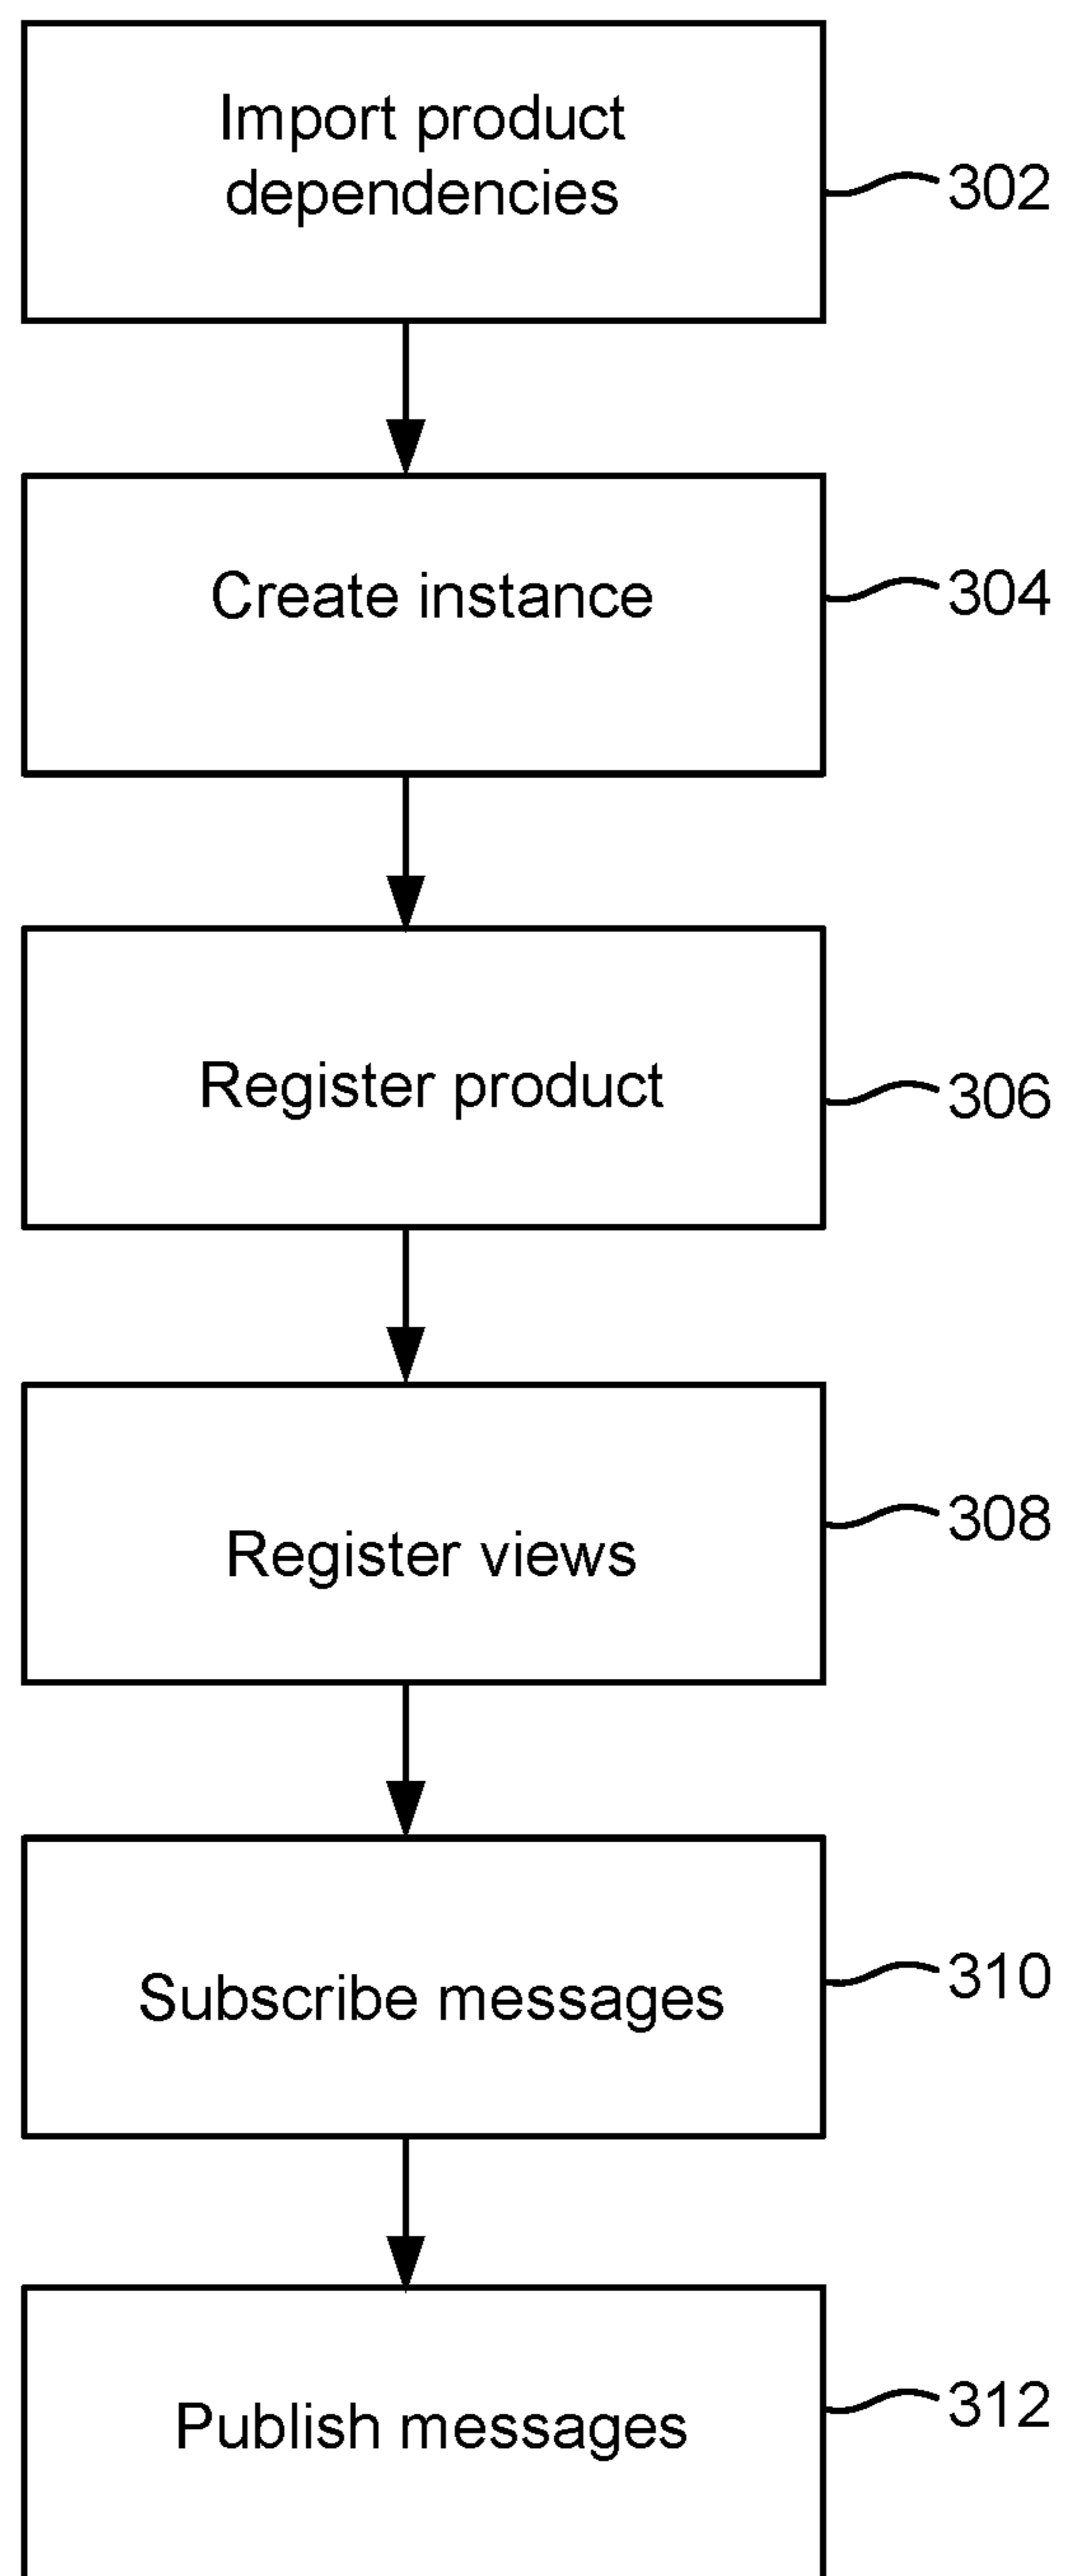 Import product
dependencies
302
Create instance
304
Register product
306
Register views
308
Subscribe messages
310
Publish messages
312